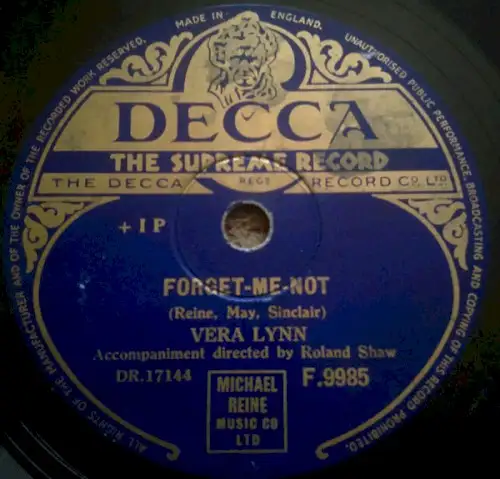 MADE IN ENGLAND.
ALL RIGHTS OF THE MANUFACTURER AND OF THE OWNER OF THE RECORDED WORK RESERVED.
UNAUTHORISED PUBLIC PERFORMANCE, BROADCASTING AND COPYING OF THIS RECORD PROHIBITED.
DECCA
THE SUPREME RECORD
THE DECCA REGD RECORD CO. LTD.
+ 1 P
FORGET-ME-NOT
(Reine, May, Sinclair)
VERA LYNN
Accompaniment directed by Roland Shaw
DR.17144
F.9985
MICHAEL
REINE
MUSIC CO
LTD